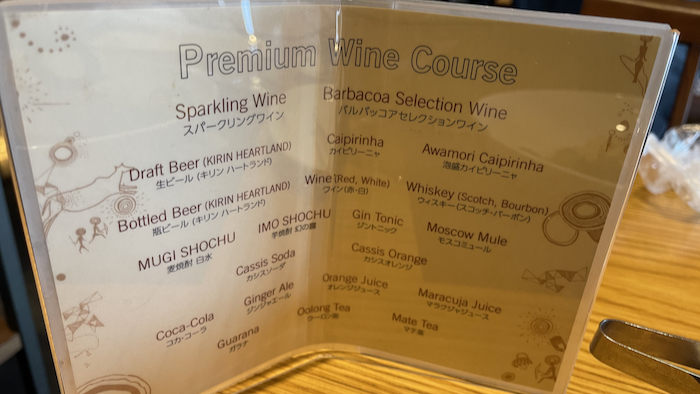 Premium Wine Course
Sparkling Wine
スパークリングワイン
Barbacoa Selection Wine
バルバッコアセレクションワイン
Draft Beer (KIRIN HEARTLAND)
生ビール (キリン ハートランド)
Caipirinha
カイピリーニャ
Awamori Caipirinha
泡盛カイピリーニャ
Bottled Beer (KIRIN HEARTLAND)
瓶ビール (キリン ハートランド)
Wine (Red, White)
ワイン(赤・白)
Whiskey (Scotch, Bourbon)
ウィスキー(スコッチ・バーボン)
MUGI SHOCHU
麦焼酎 白水
IMO SHOCHU
芋焼酎 幻の露
Gin Tonic
ジントニック
Moscow Mule
モスコミュール
Cassis Soda
カシスソーダ
Cassis Orange
カシスオレンジ
Ginger Ale
ジンジャエール
Orange Juice
オレンジジュース
Maracuja Juice
マラクジャジュース
Coca-Cola
コカ・コーラ
Guarana
ガラナ
Oolong Tea
ウーロン茶
Mate Tea
マテ茶